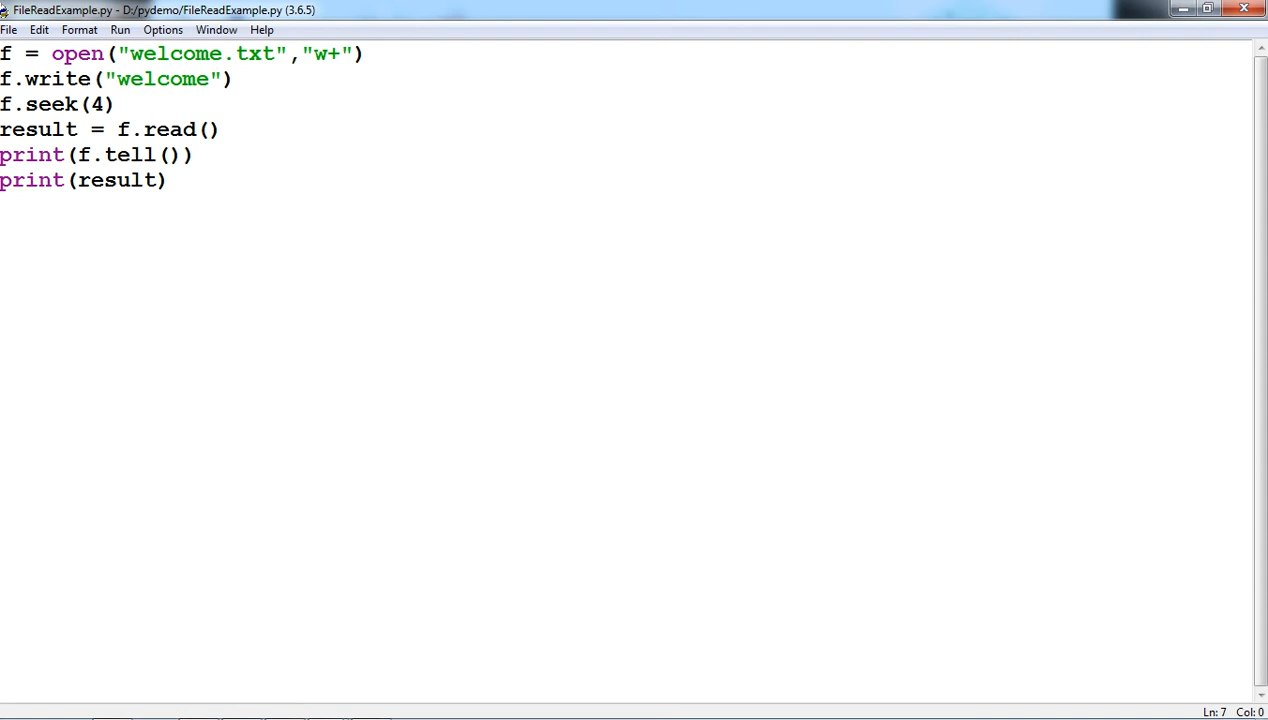 FileReadExample.py - D:/pydemo/FileReadExample.py (3.6.5)
File Edit Format Run Options Window Help
f = open("welcome.txt","w+")
f.write("welcome")
f.seek(4)
result = f.read()
print(f.tell())
print(result)
Ln: 7 Col: 0